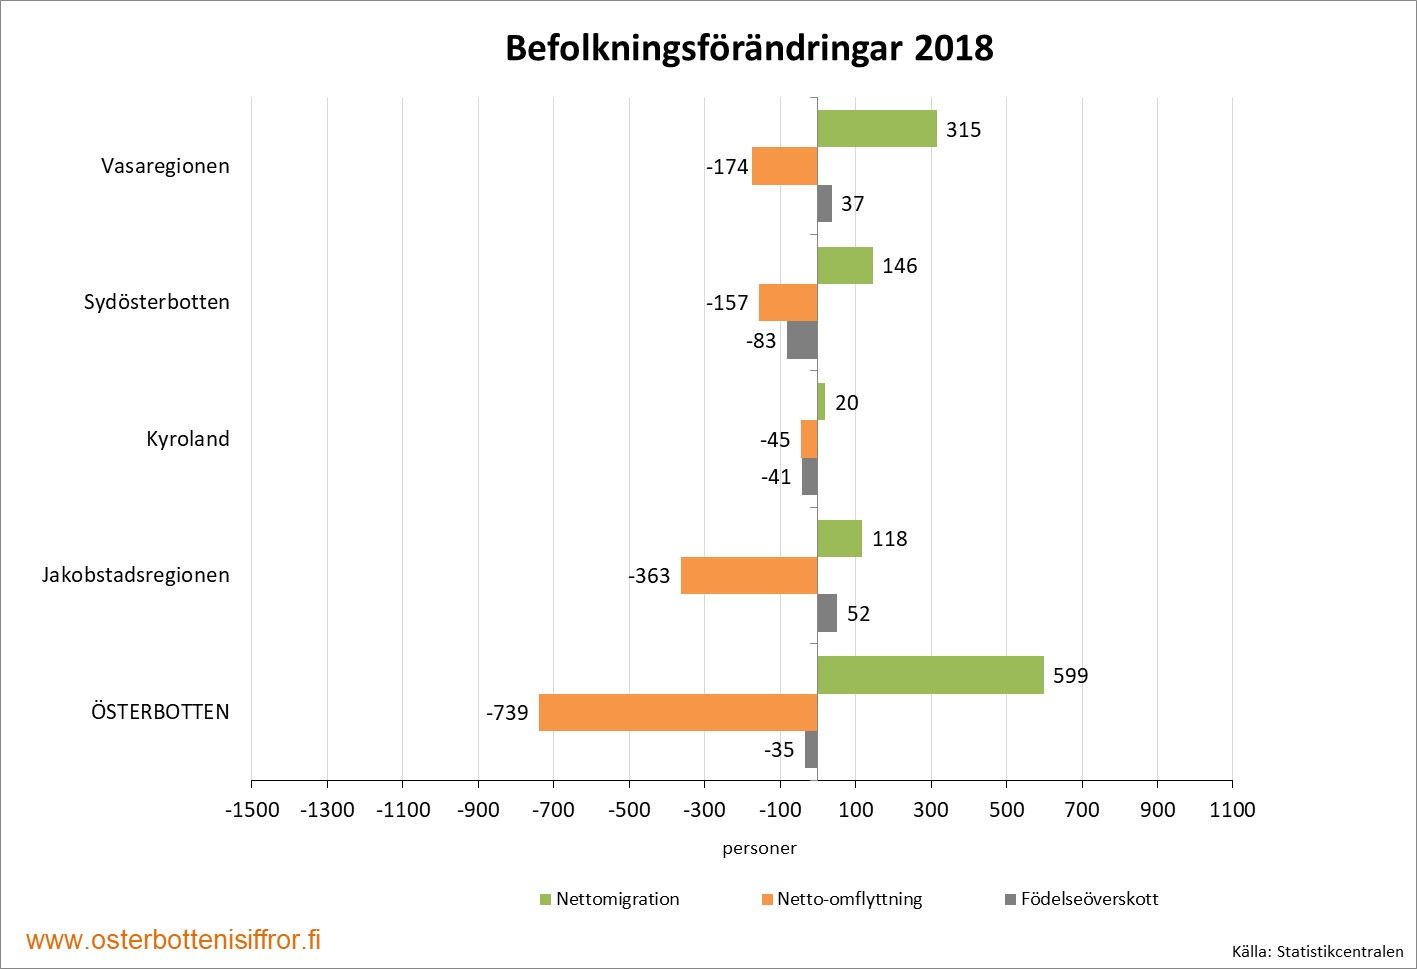 Befolkningsförändringar 2018
Vasaregionen
315
-174
37
Sydösterbotten
146
-157
-83
Kyroland
20
-45
-41
Jakobstadsregionen
118
-363
52
ÖSTERBOTTEN
599
-739
-35
-1500 -1300 -1100 -900 -700 -500 -300 -100 100 300 500 700 900 1100
personer
Nettomigration Netto-omflyttning Födelseöverskott
www.osterbottenisiffror.fi
Källa: Statistikcentralen